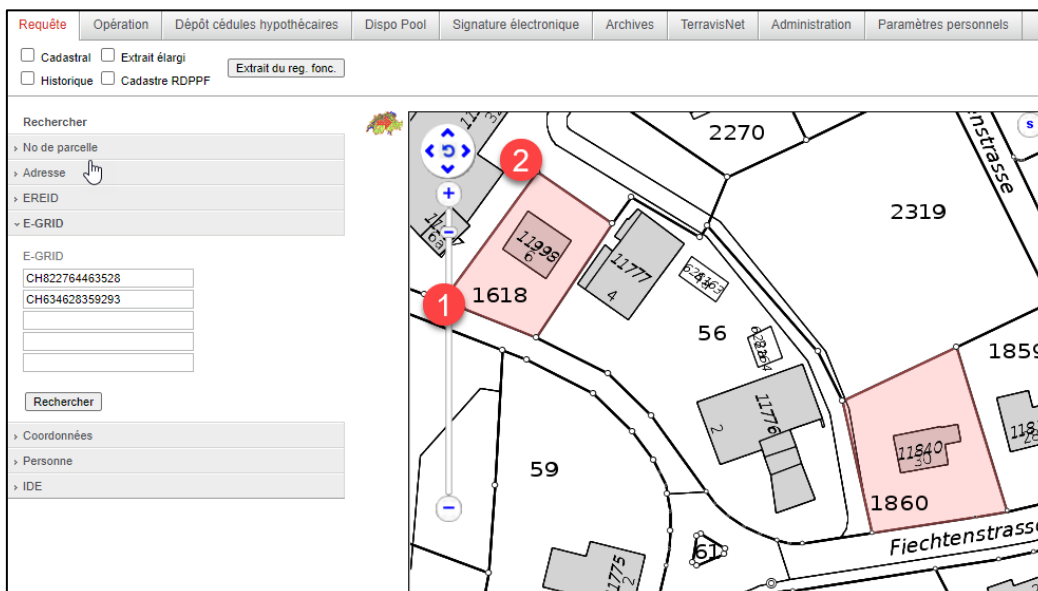 Requête Opération Dépôt cédules hypothécaires Dispo Pool Signature électronique Archives TerravisNet Administration Paramètres personnels
Cadastral Extrait élargi
Historique Cadastre RDPPF
Extrait du reg. fonc.
Rechercher
› No de parcelle
› Adresse
› EREID
E-GRID
E-GRID
CH822764463528
CH634628359293
Rechercher
› Coordonnées
› Personne
› IDE
2270
S
2
2319
11998
6
11777
4
1
1618
56
1859
11776
2
11840
30
59
1860
Fiechtenstrasse
61
11775
2